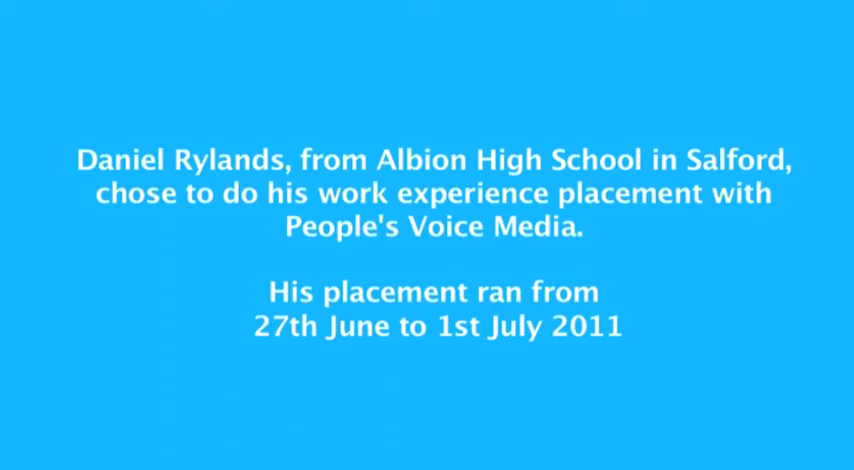 Daniel Rylands, from Albion High School in Salford,
chose to do his work experience placement with
People's Voice Media.
His placement ran from
27th June to 1st July 2011